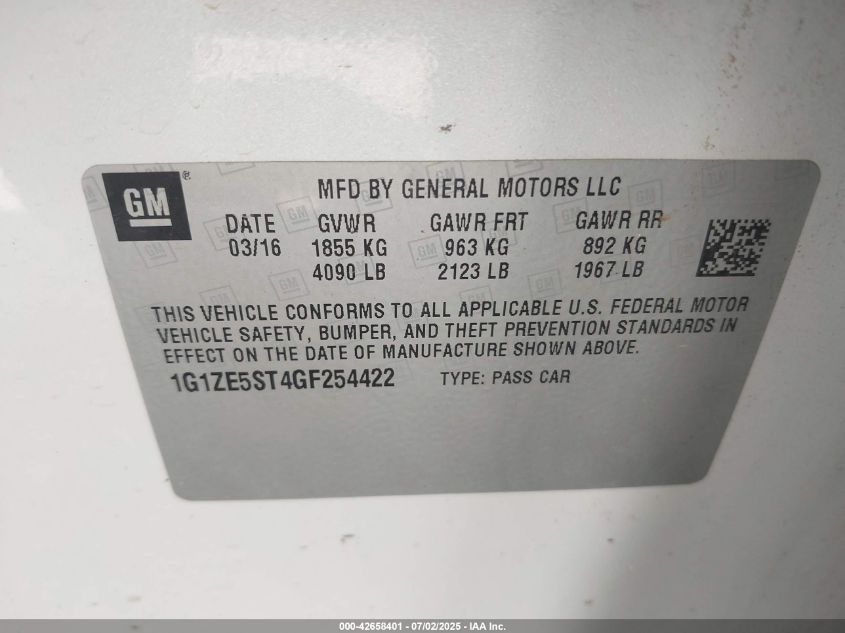 GM®
MFD BY GENERAL MOTORS LLC
DATE GVWR GAWR FRT GAWR RR
03/16 1855 KG 963 KG 892 KG
4090 LB 2123 LB 1967 LB
THIS VEHICLE CONFORMS TO ALL APPLICABLE U.S. FEDERAL MOTOR
VEHICLE SAFETY, BUMPER, AND THEFT PREVENTION STANDARDS IN
EFFECT ON THE DATE OF MANUFACTURE SHOWN ABOVE.
1G1ZE5ST4GF254422 TYPE: PASS CAR
000-42658401 - 07/02/2025 - IAA Inc.